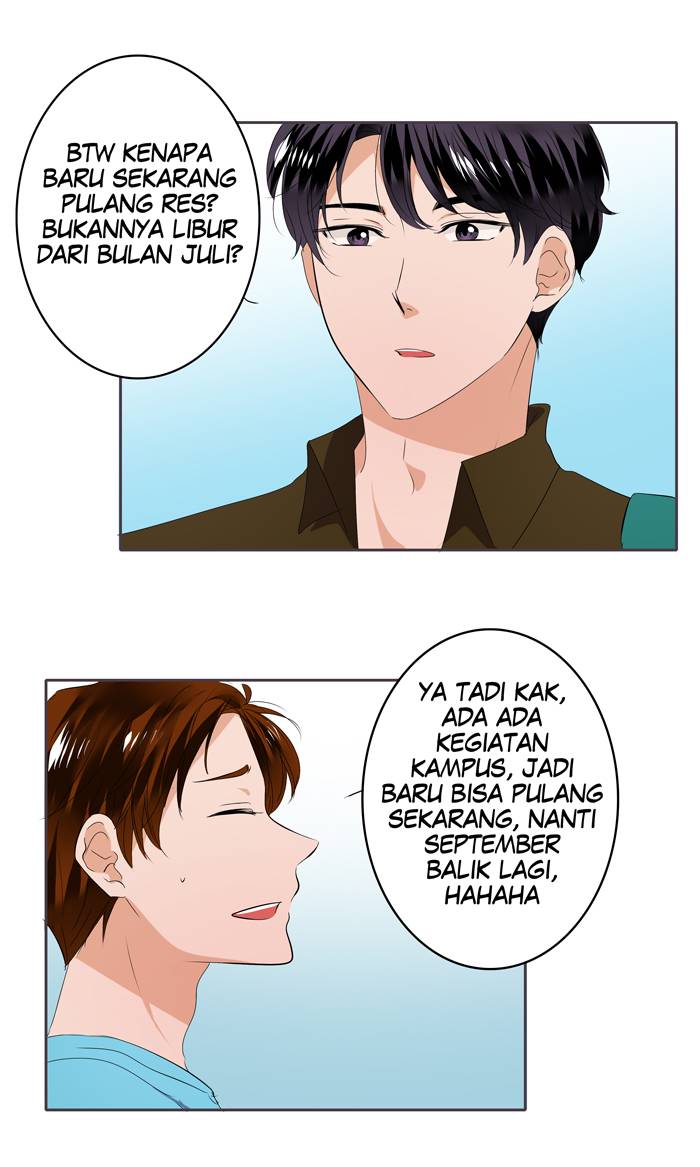 BTW KENAPA
BARU SEKARANG
PULANG RES?
BUKANNYA LIBUR
DARI BULAN JULI?
YA TADI KAK,
ADA ADA
KEGIATAN
KAMPUS, JADI
BARU BISA PULANG
SEKARANG, NANTI
SEPTEMBER
BALIK LAGI,
HAHAHA